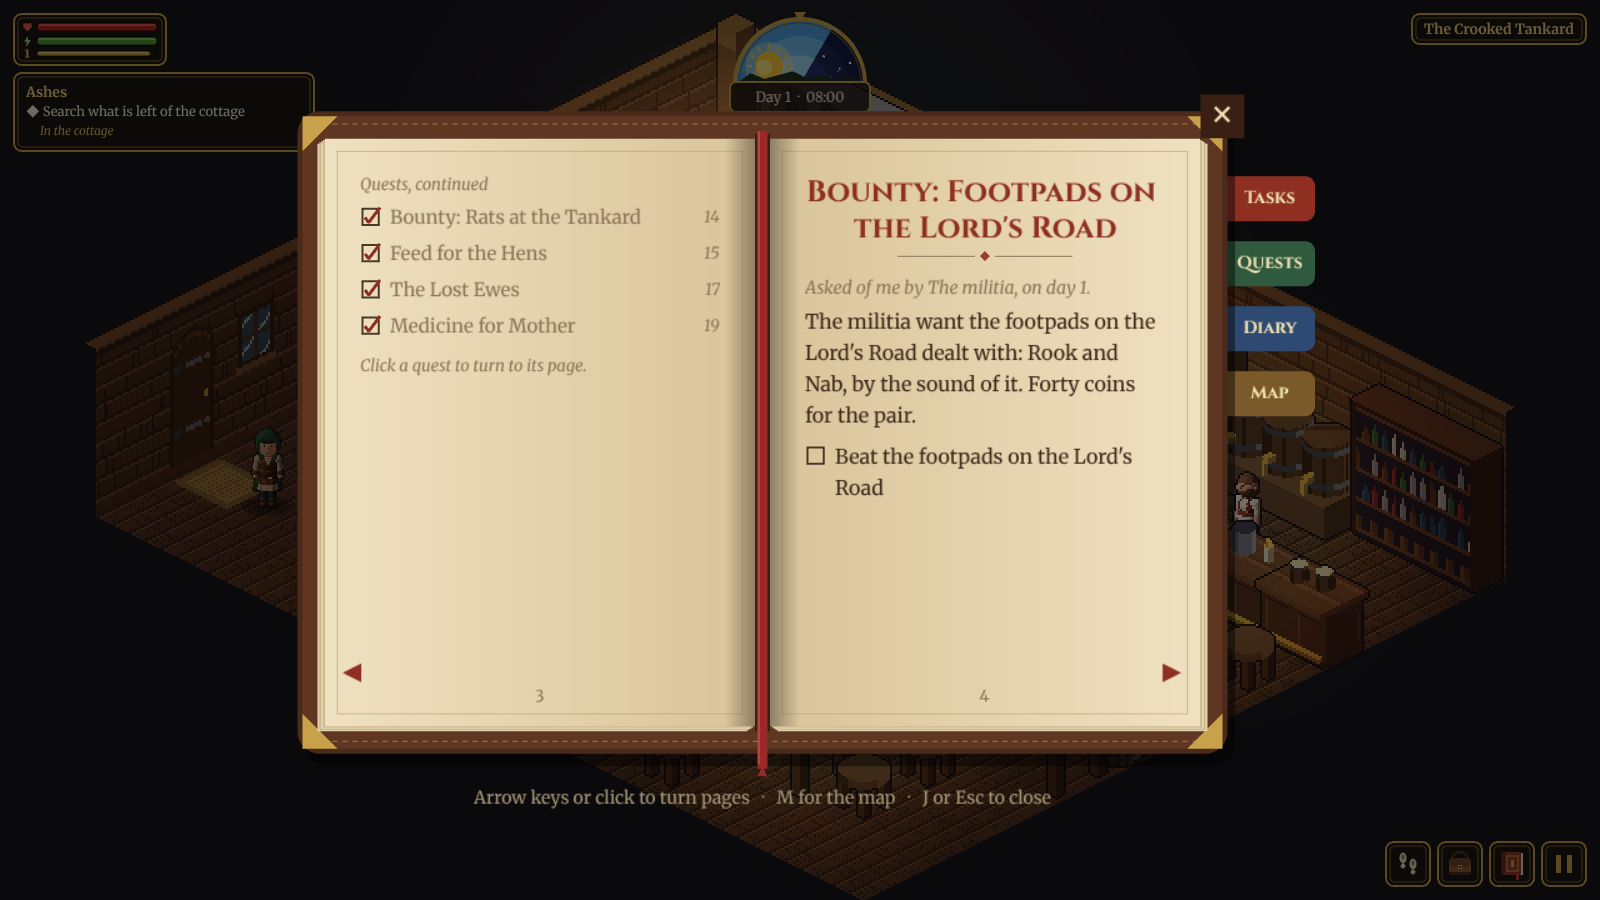 1
The Crooked Tankard
Ashes
Search what is left of the cottage
In the cottage
Day 1 · 08:00
Quests, continued
Bounty: Rats at the Tankard 14
Feed for the Hens 15
The Lost Ewes 17
Medicine for Mother 19
Click a quest to turn to its page.
3
Bounty: Footpads on
the Lord's Road
Asked of me by The militia, on day 1.
The militia want the footpads on the
Lord's Road dealt with: Rook and
Nab, by the sound of it. Forty coins
for the pair.
Beat the footpads on the Lord's
Road
4
Tasks
Quests
Diary
Map
Arrow keys or click to turn pages · M for the map · J or Esc to close